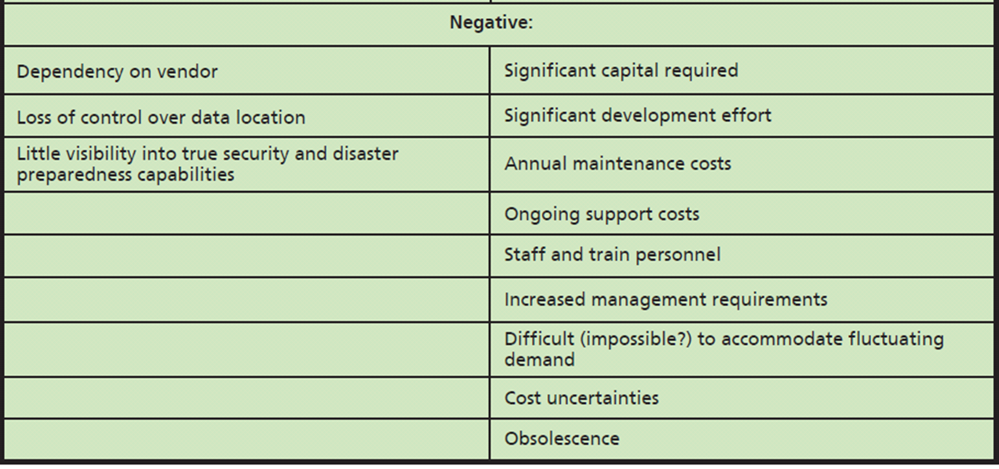 Negative:
Dependency on vendor
Significant capital required
Loss of control over data location
Significant development effort
Little visibility into true security and disaster
preparedness capabilities
Annual maintenance costs
Ongoing support costs
Staff and train personnel
Increased management requirements
Difficult (impossible?) to accommodate fluctuating
demand
Cost uncertainties
Obsolescence